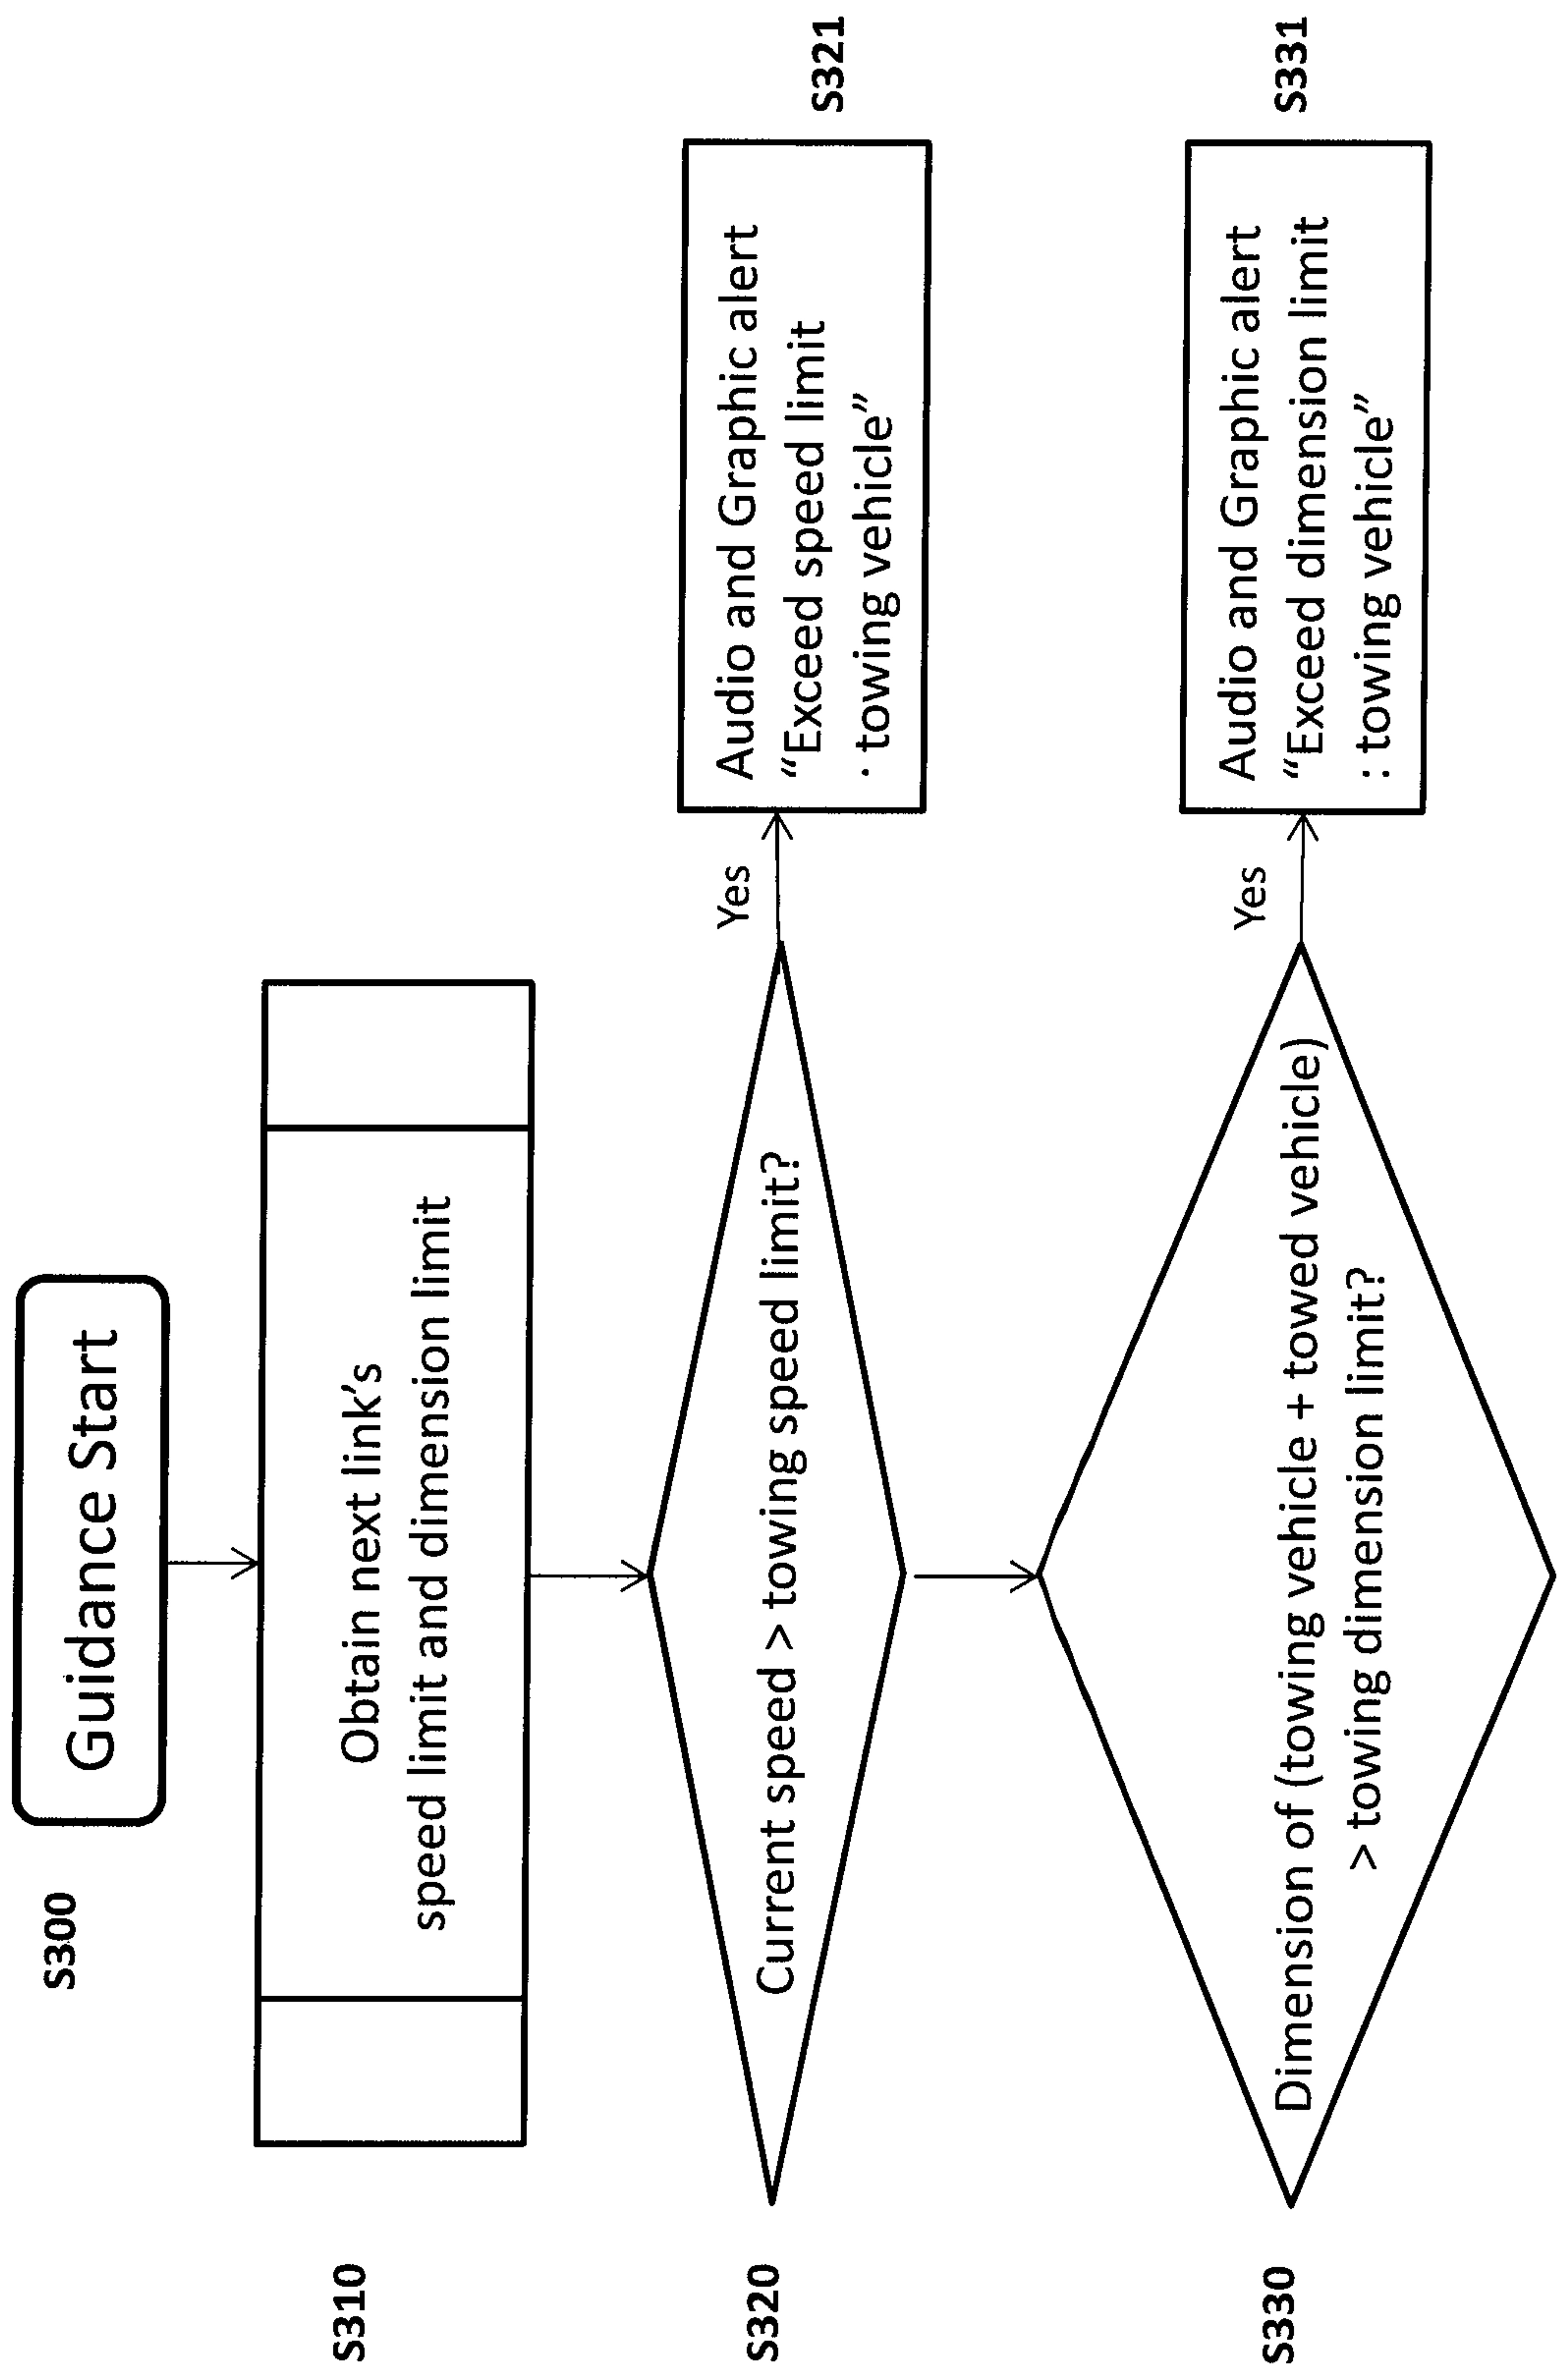 S300
Guidance Start
S310
Obtain next link's
speed limit and dimension limit
S320
Current speed > towing speed limit?
Yes
Audio and Graphic alert
“Exceed speed limit
: towing vehicle”
S321
S330
Dimension of (towing vehicle + towed vehicle)
> towing dimension limit?
Yes
Audio and Graphic alert
“Exceed dimension limit
: towing vehicle”
S331